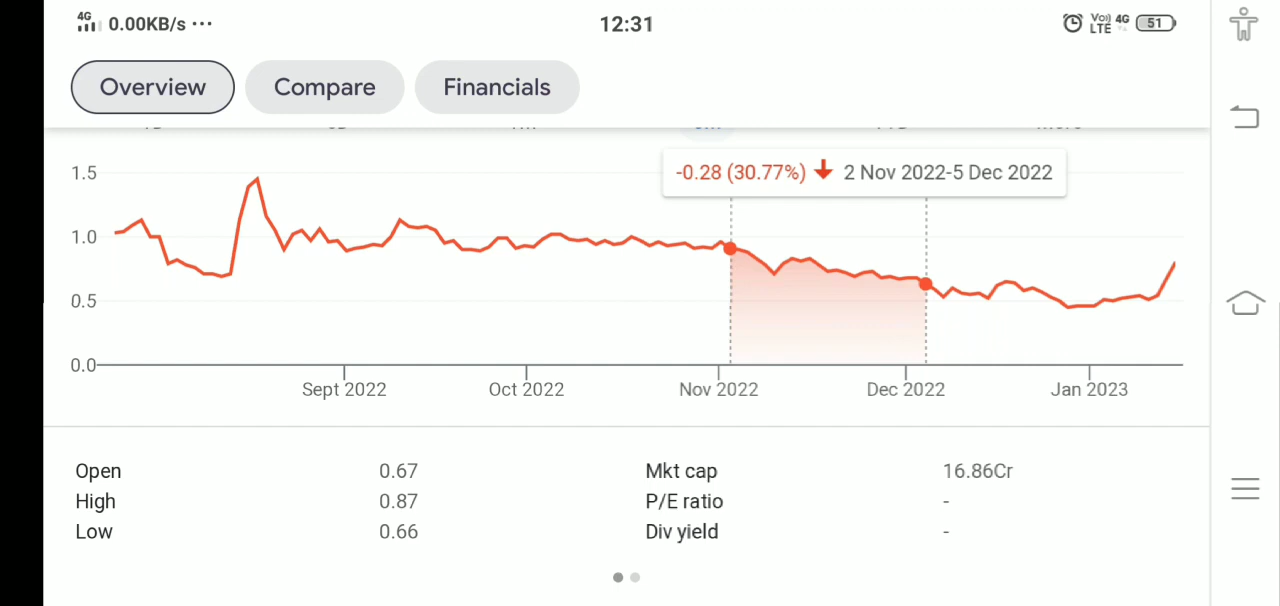 4G 0.00KB/s ··· 12:31 Vo) LTE 4G 51
Overview Compare Financials
1.5 -0.28 (30.77%) 2 Nov 2022-5 Dec 2022
1.0
0.5
0.0
Sept 2022 Oct 2022 Nov 2022 Dec 2022 Jan 2023
Open 0.67 Mkt cap 16.86Cr
High 0.87 P/E ratio -
Low 0.66 Div yield -